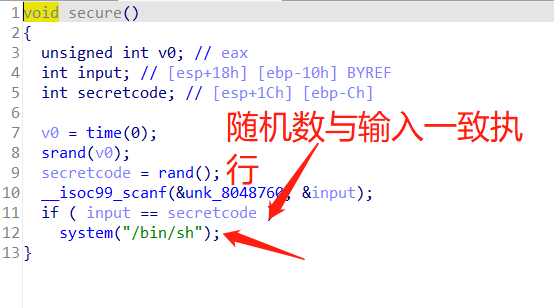 1 void secure()
2 {
3 unsigned int v0; // eax
4 int input; // [esp+18h] [ebp-10h] BYREF
5 int secretcode; // [esp+1Ch] [ebp-Ch]
6
7 v0 = time(0);
8 srand(v0);
9 secretcode = rand();
10 __isoc99_scanf(&unk_8048760, &input);
11 if ( input == secretcode )
12 system("/bin/sh");
13 }
随机数与输入一致执
行